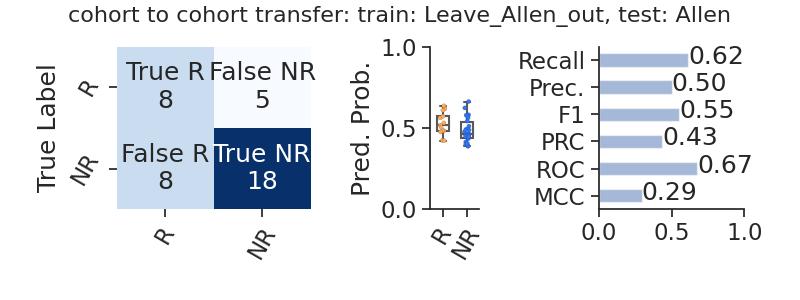 cohort to cohort transfer: train: Leave_Allen_out, test: Allen
True Label
R
NR
True R
8
False NR
5
False R
8
True NR
18
R
NR
Pred. Prob.
1.0
0.5
0.0
R
NR
Recall
0.62
Prec.
0.50
F1
0.55
PRC
0.43
ROC
0.67
MCC
0.29
0.0
0.5
1.0